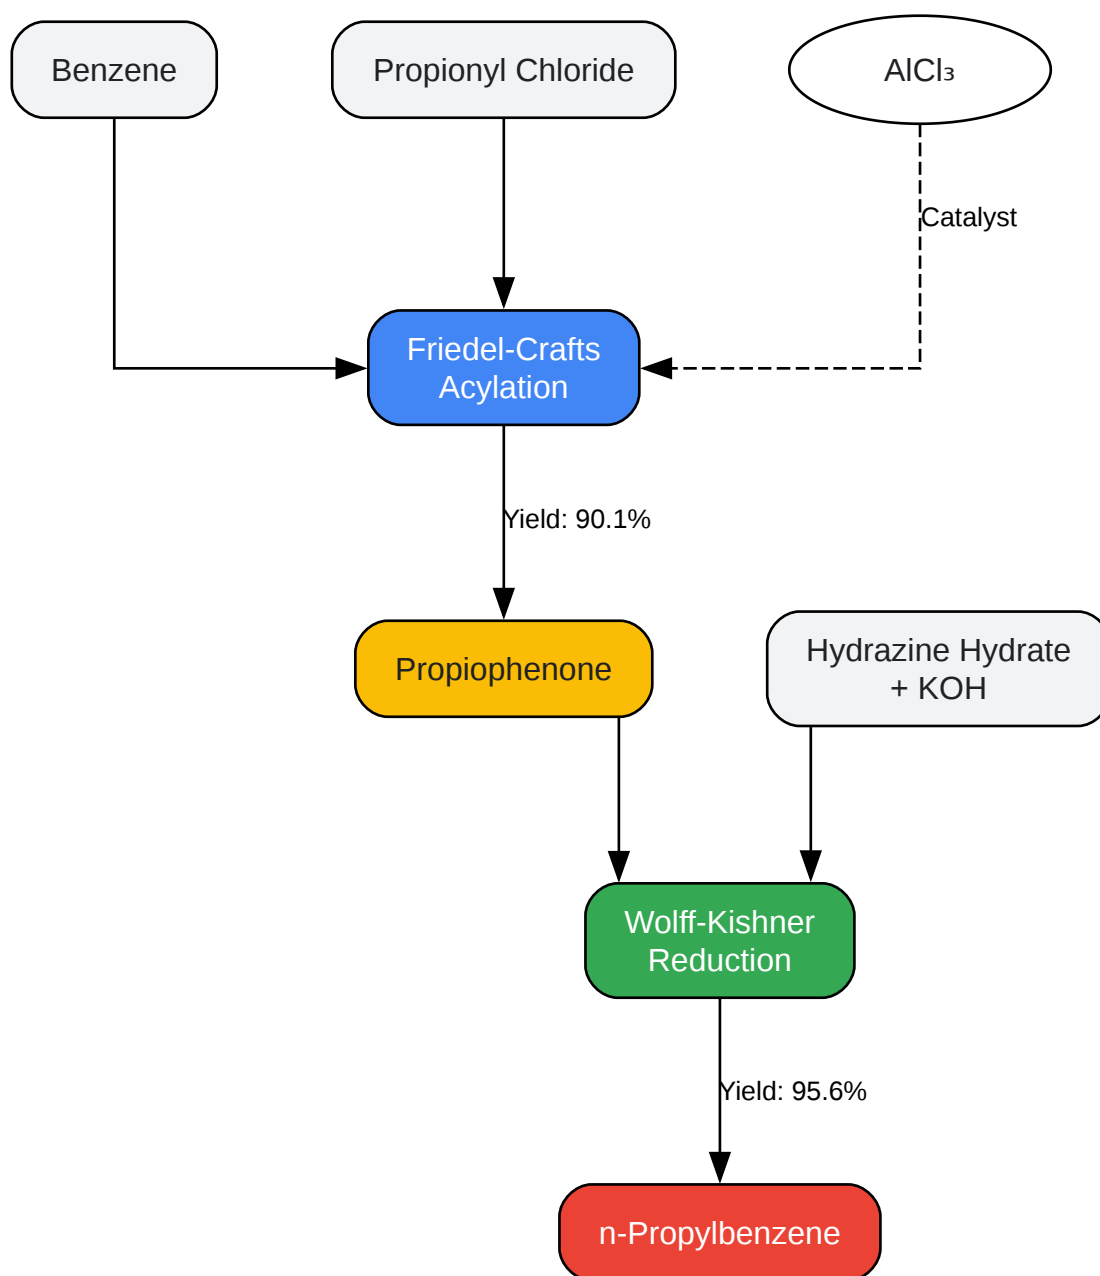 Benzene
Propionyl Chloride
AlCl₃
Catalyst
Friedel-Crafts
Acylation
Yield: 90.1%
Propiophenone
Hydrazine Hydrate
+ KOH
Wolff-Kishner
Reduction
Yield: 95.6%
n-Propylbenzene